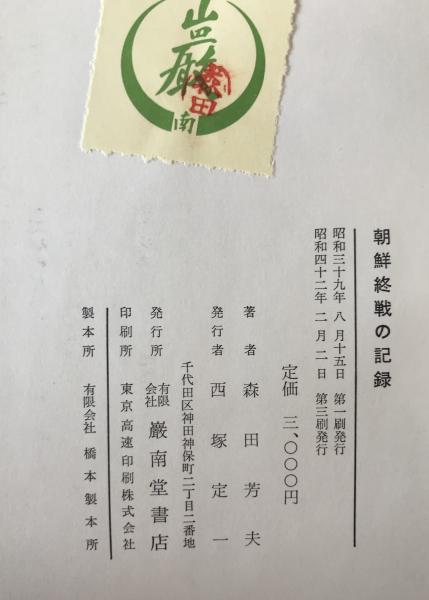 朝鮮終戦の記録
昭和三十九年 八月十五日 第一刷発行
昭和四十二年 二月二日 第三刷発行
定価 三、〇〇〇円
著者 森田芳夫
発行者 西塚定一
千代田区神田神保町二丁目二番地
発行所 有限会社 巌南堂書店
印刷所 東京高速印刷株式会社
製本所 有限会社 橋本製本所
南
森田